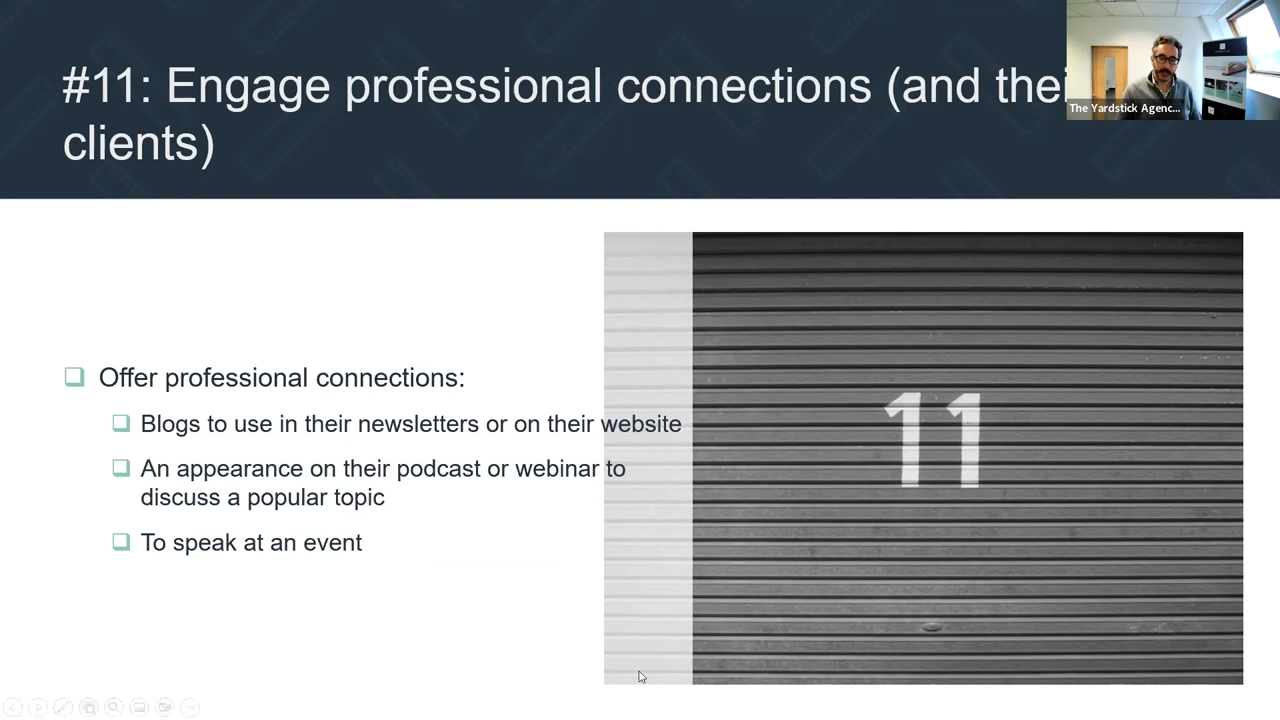 #11: Engage professional connections (and thei
clients)
The Yardstick Agenc...
Offer professional connections:
Blogs to use in their newsletters or on their website
An appearance on their podcast or webinar to
discuss a popular topic
To speak at an event
11